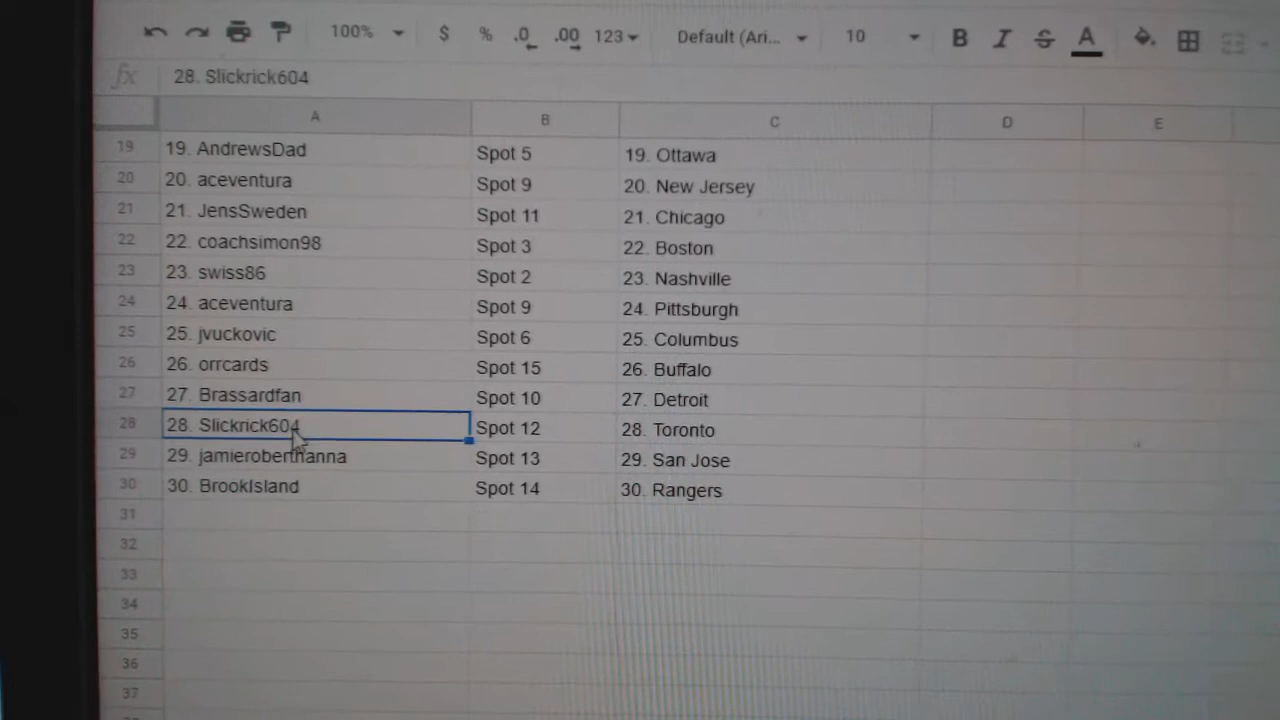 100% $ % .0 .00 123 Default (Ari... 10 B I S A
fx 28. Slickrick604
A B C D E
19 19. AndrewsDad Spot 5 19. Ottawa
20 20. aceventura Spot 9 20. New Jersey
21 21. JensSweden Spot 11 21. Chicago
22 22. coachsimon98 Spot 3 22. Boston
23 23. swiss86 Spot 2 23. Nashville
24 24. aceventura Spot 9 24. Pittsburgh
25 25. jvuckovic Spot 6 25. Columbus
26 26. orrcards Spot 15 26. Buffalo
27 27. Brassardfan Spot 10 27. Detroit
28 28. Slickrick604 Spot 12 28. Toronto
29 29. jamieroberthanna Spot 13 29. San Jose
30 30. BrookIsland Spot 14 30. Rangers
31
32
33
34
35
36
37